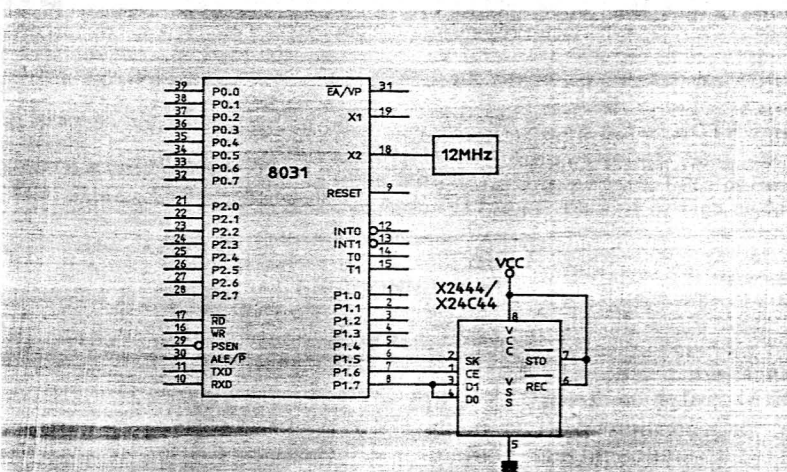 39 P0.0
38 P0.1
37 P0.2
36 P0.3
35 P0.4
34 P0.5
33 P0.6
32 P0.7
21 P2.0
22 P2.1
23 P2.2
24 P2.3
25 P2.4
26 P2.5
27 P2.6
28 P2.7
17 RD
16 WR
29 PSEN
30 ALE/P
11 TXD
10 RXD
8031
EA/VP 31
X1 19
X2 18
RESET 9
INT0 12
INT1 13
T0 14
T1 15
P1.0 1
P1.1 2
P1.2 3
P1.3 4
P1.4 5
P1.5 6
P1.6 7
P1.7 8
12MHz
VCC
X2444/
X24C44
8
VCC
2 SK
1 CE
3 D1
4 D0
STO 7
REC 6
VSS
5